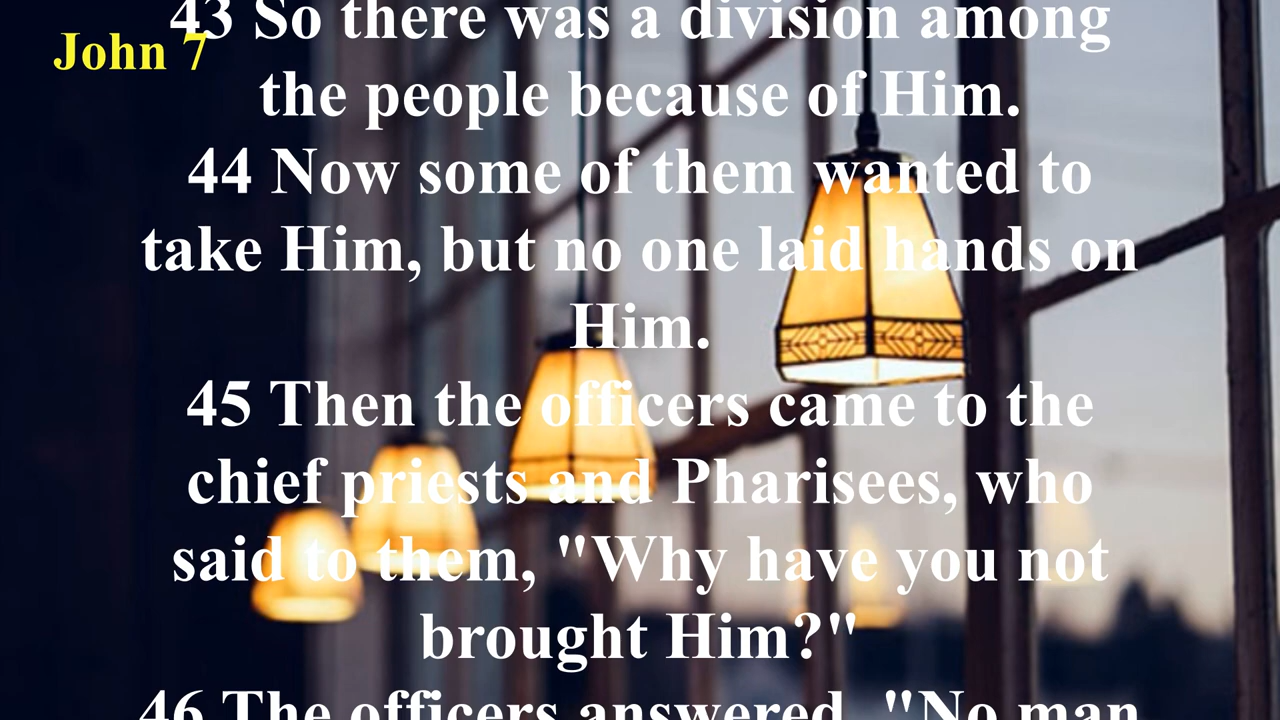 John 7
43 So there was a division among
the people because of Him.
44 Now some of them wanted to
take Him, but no one laid hands on
Him.
45 Then the officers came to the
chief priests and Pharisees, who
said to them, "Why have you not
brought Him?"
46 The officers answered, "No man